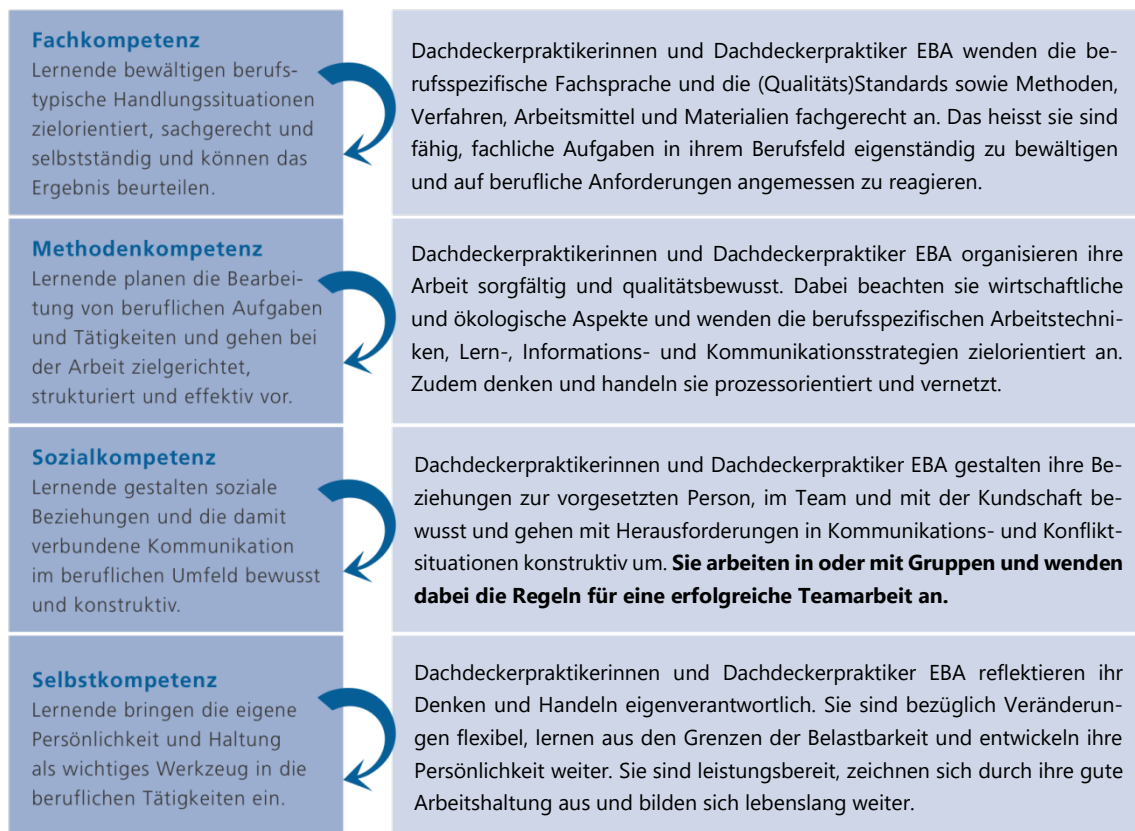 Fachkompetenz
Lernende bewältigen berufs-
typische Handlungssituationen
zielorientiert, sachgerecht und
selbstständig und können das
Ergebnis beurteilen.
Dachdeckerpraktikerinnen und Dachdeckerpraktiker EBA wenden die be-
rufsspezifische Fachsprache und die (Qualitäts)Standards sowie Methoden,
Verfahren, Arbeitsmittel und Materialien fachgerecht an. Das heisst sie sind
fähig, fachliche Aufgaben in ihrem Berufsfeld eigenständig zu bewältigen
und auf berufliche Anforderungen angemessen zu reagieren.
Methodenkompetenz
Lernende planen die Bearbei-
tung von beruflichen Aufgaben
und Tätigkeiten und gehen bei
der Arbeit zielgerichtet,
strukturiert und effektiv vor.
Dachdeckerpraktikerinnen und Dachdeckerpraktiker EBA organisieren ihre
Arbeit sorgfältig und qualitätsbewusst. Dabei beachten sie wirtschaftliche
und ökologische Aspekte und wenden die berufsspezifischen Arbeitstechni-
ken, Lern-, Informations- und Kommunikationsstrategien zielorientiert an.
Zudem denken und handeln sie prozessorientiert und vernetzt.
Sozialkompetenz
Lernende gestalten soziale
Beziehungen und die damit
verbundene Kommunikation
im beruflichen Umfeld bewusst
und konstruktiv.
Dachdeckerpraktikerinnen und Dachdeckerpraktiker EBA gestalten ihre Be-
ziehungen zur vorgesetzten Person, im Team und mit der Kundschaft be-
wusst und gehen mit Herausforderungen in Kommunikations- und Konflikt-
situationen konstruktiv um. Sie arbeiten in oder mit Gruppen und wenden
dabei die Regeln für eine erfolgreiche Teamarbeit an.
Selbstkompetenz
Lernende bringen die eigene
Persönlichkeit und Haltung
als wichtiges Werkzeug in die
beruflichen Tätigkeiten ein.
Dachdeckerpraktikerinnen und Dachdeckerpraktiker EBA reflektieren ihr
Denken und Handeln eigenverantwortlich. Sie sind bezüglich Veränderun-
gen flexibel, lernen aus den Grenzen der Belastbarkeit und entwickeln ihre
Persönlichkeit weiter. Sie sind leistungsbereit, zeichnen sich durch ihre gute
Arbeitshaltung aus und bilden sich lebenslang weiter.